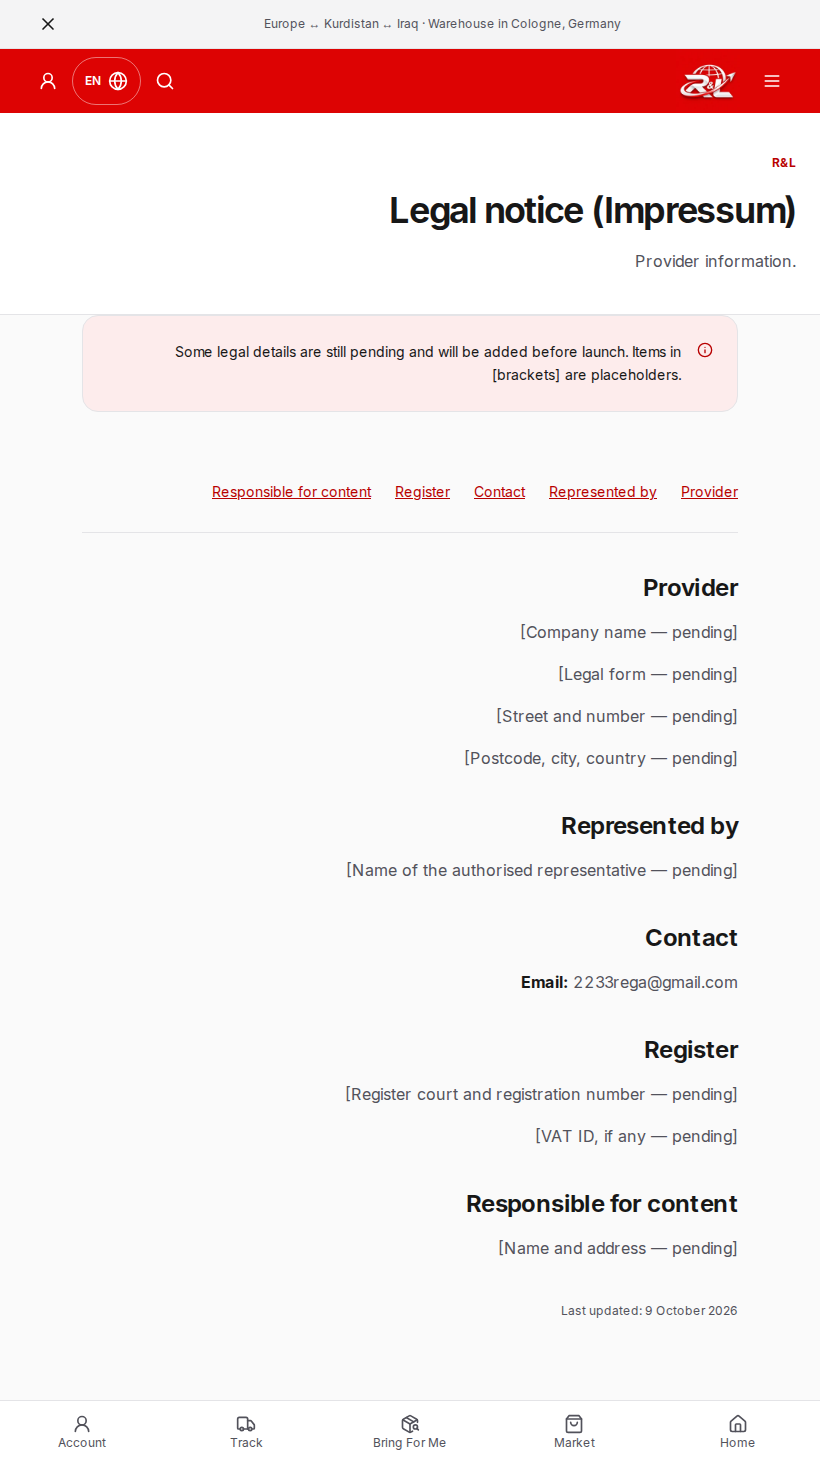 Europe ↔ Kurdistan ↔ Iraq · Warehouse in Cologne, Germany
EN
R&L
R&L
Legal notice (Impressum)
Provider information.
Some legal details are still pending and will be added before launch. Items in
[brackets] are placeholders.
Responsible for content Register Contact Represented by Provider
Provider
[Company name — pending]
[Legal form — pending]
[Street and number — pending]
[Postcode, city, country — pending]
Represented by
[Name of the authorised representative — pending]
Contact
Email: 2233rega@gmail.com
Register
[Register court and registration number — pending]
[VAT ID, if any — pending]
Responsible for content
[Name and address — pending]
Last updated: 9 October 2026
Account Track Bring For Me Market Home